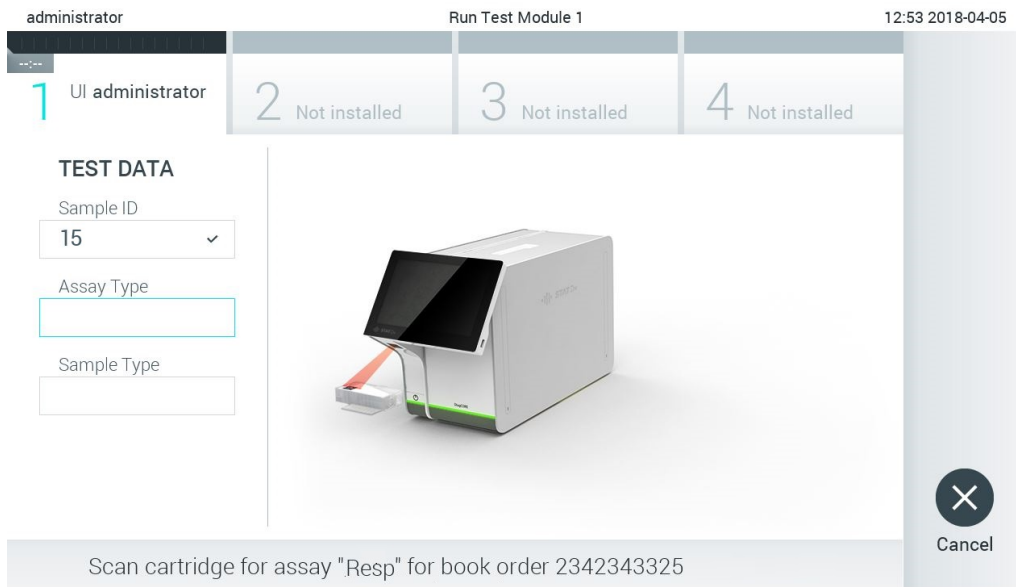 administrator
Run Test Module 1
12:53 2018-04-05
--:--
1 UI administrator
2 Not installed
3 Not installed
4 Not installed
TEST DATA
Sample ID
15
Assay Type
Sample Type
Cancel
Scan cartridge for assay "Resp" for book order 2342343325